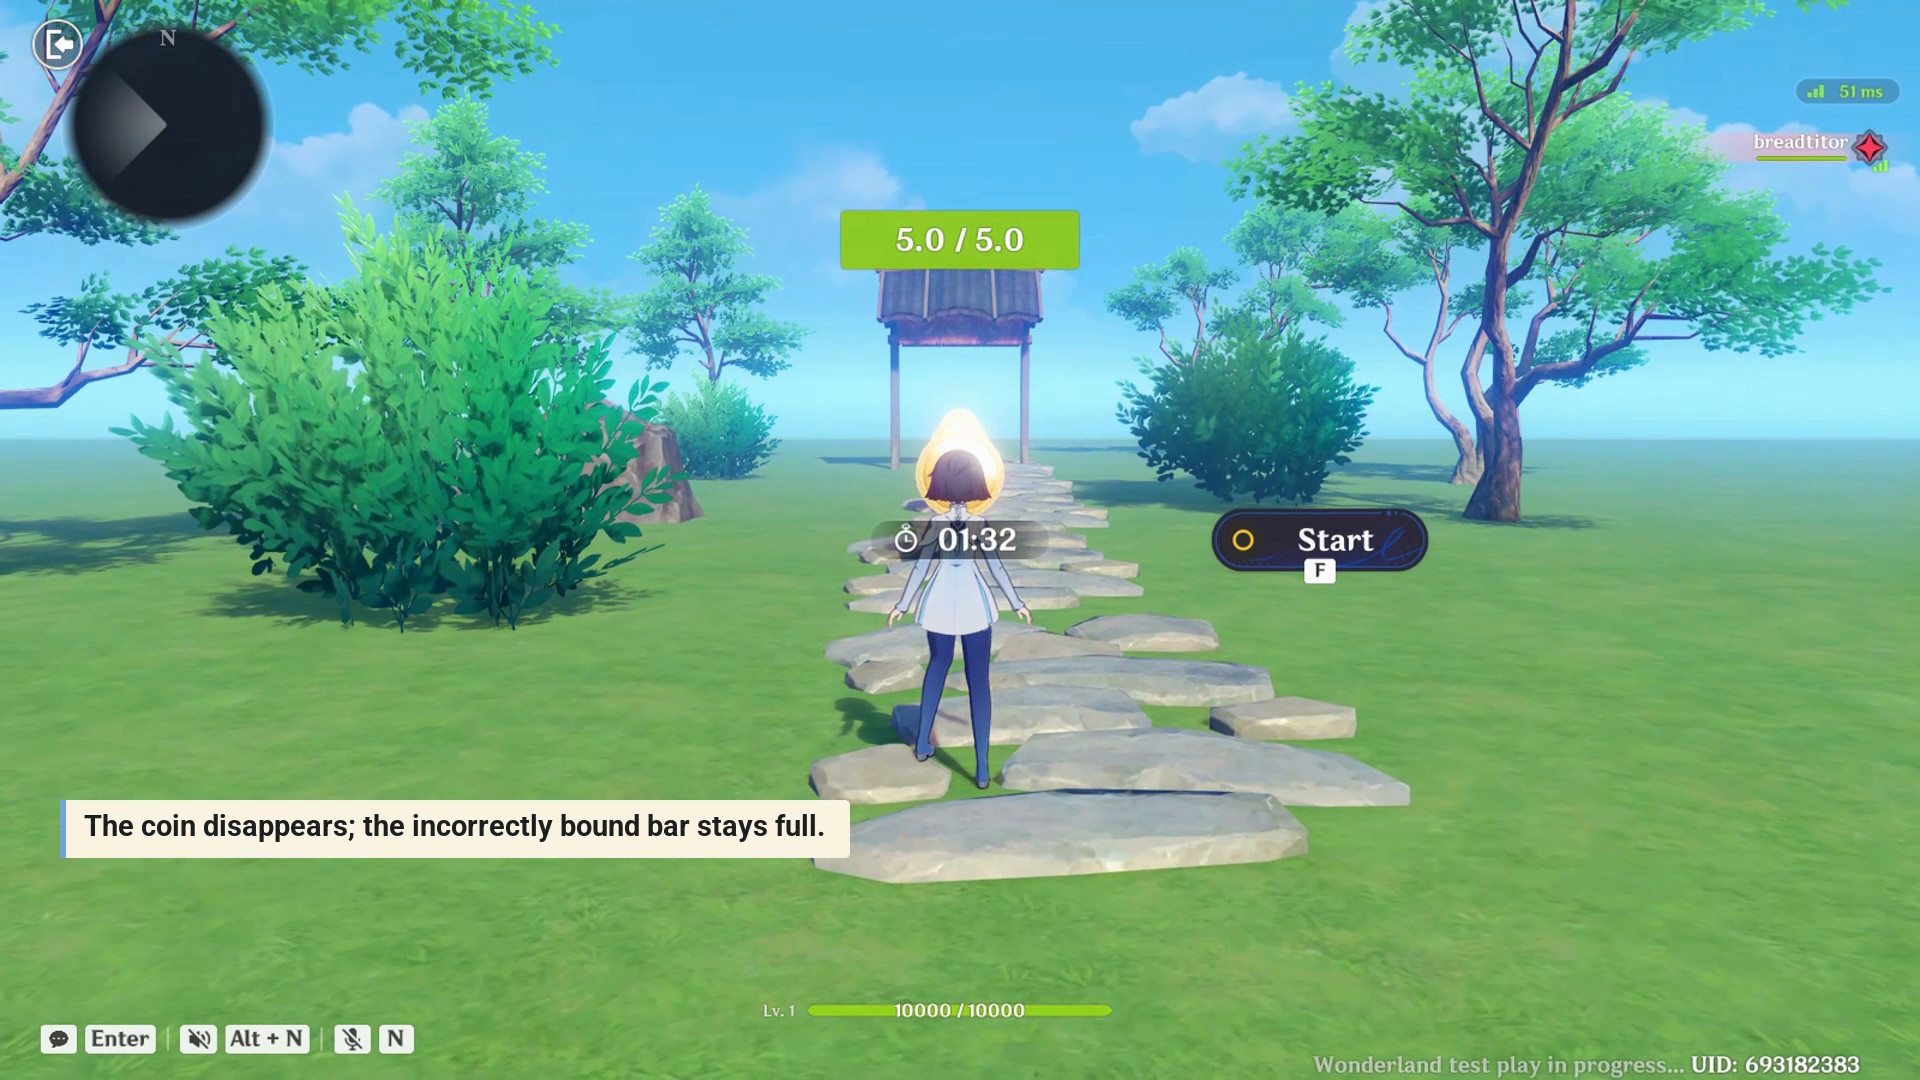 N
51 ms
breadtitor
5.0 / 5.0
01:32
Start
F
The coin disappears; the incorrectly bound bar stays full.
Lv. 1
10000 / 10000
Enter
Alt + N
N
Wonderland test play in progress... UID: 693182383